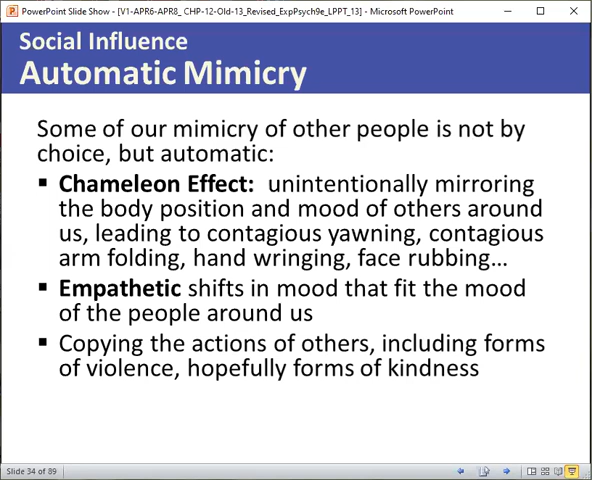 PowerPoint Slide Show - [V1-APR6-APR8_ CHP-12-Old-13_Revised_ExpPsych9e_LPPT_13] - Microsoft PowerPoint
Social Influence
Automatic Mimicry
Some of our mimicry of other people is not by
choice, but automatic:
▪ Chameleon Effect: unintentionally mirroring
the body position and mood of others around
us, leading to contagious yawning, contagious
arm folding, hand wringing, face rubbing…
▪ Empathetic shifts in mood that fit the mood
of the people around us
▪ Copying the actions of others, including forms
of violence, hopefully forms of kindness
Slide 34 of 89